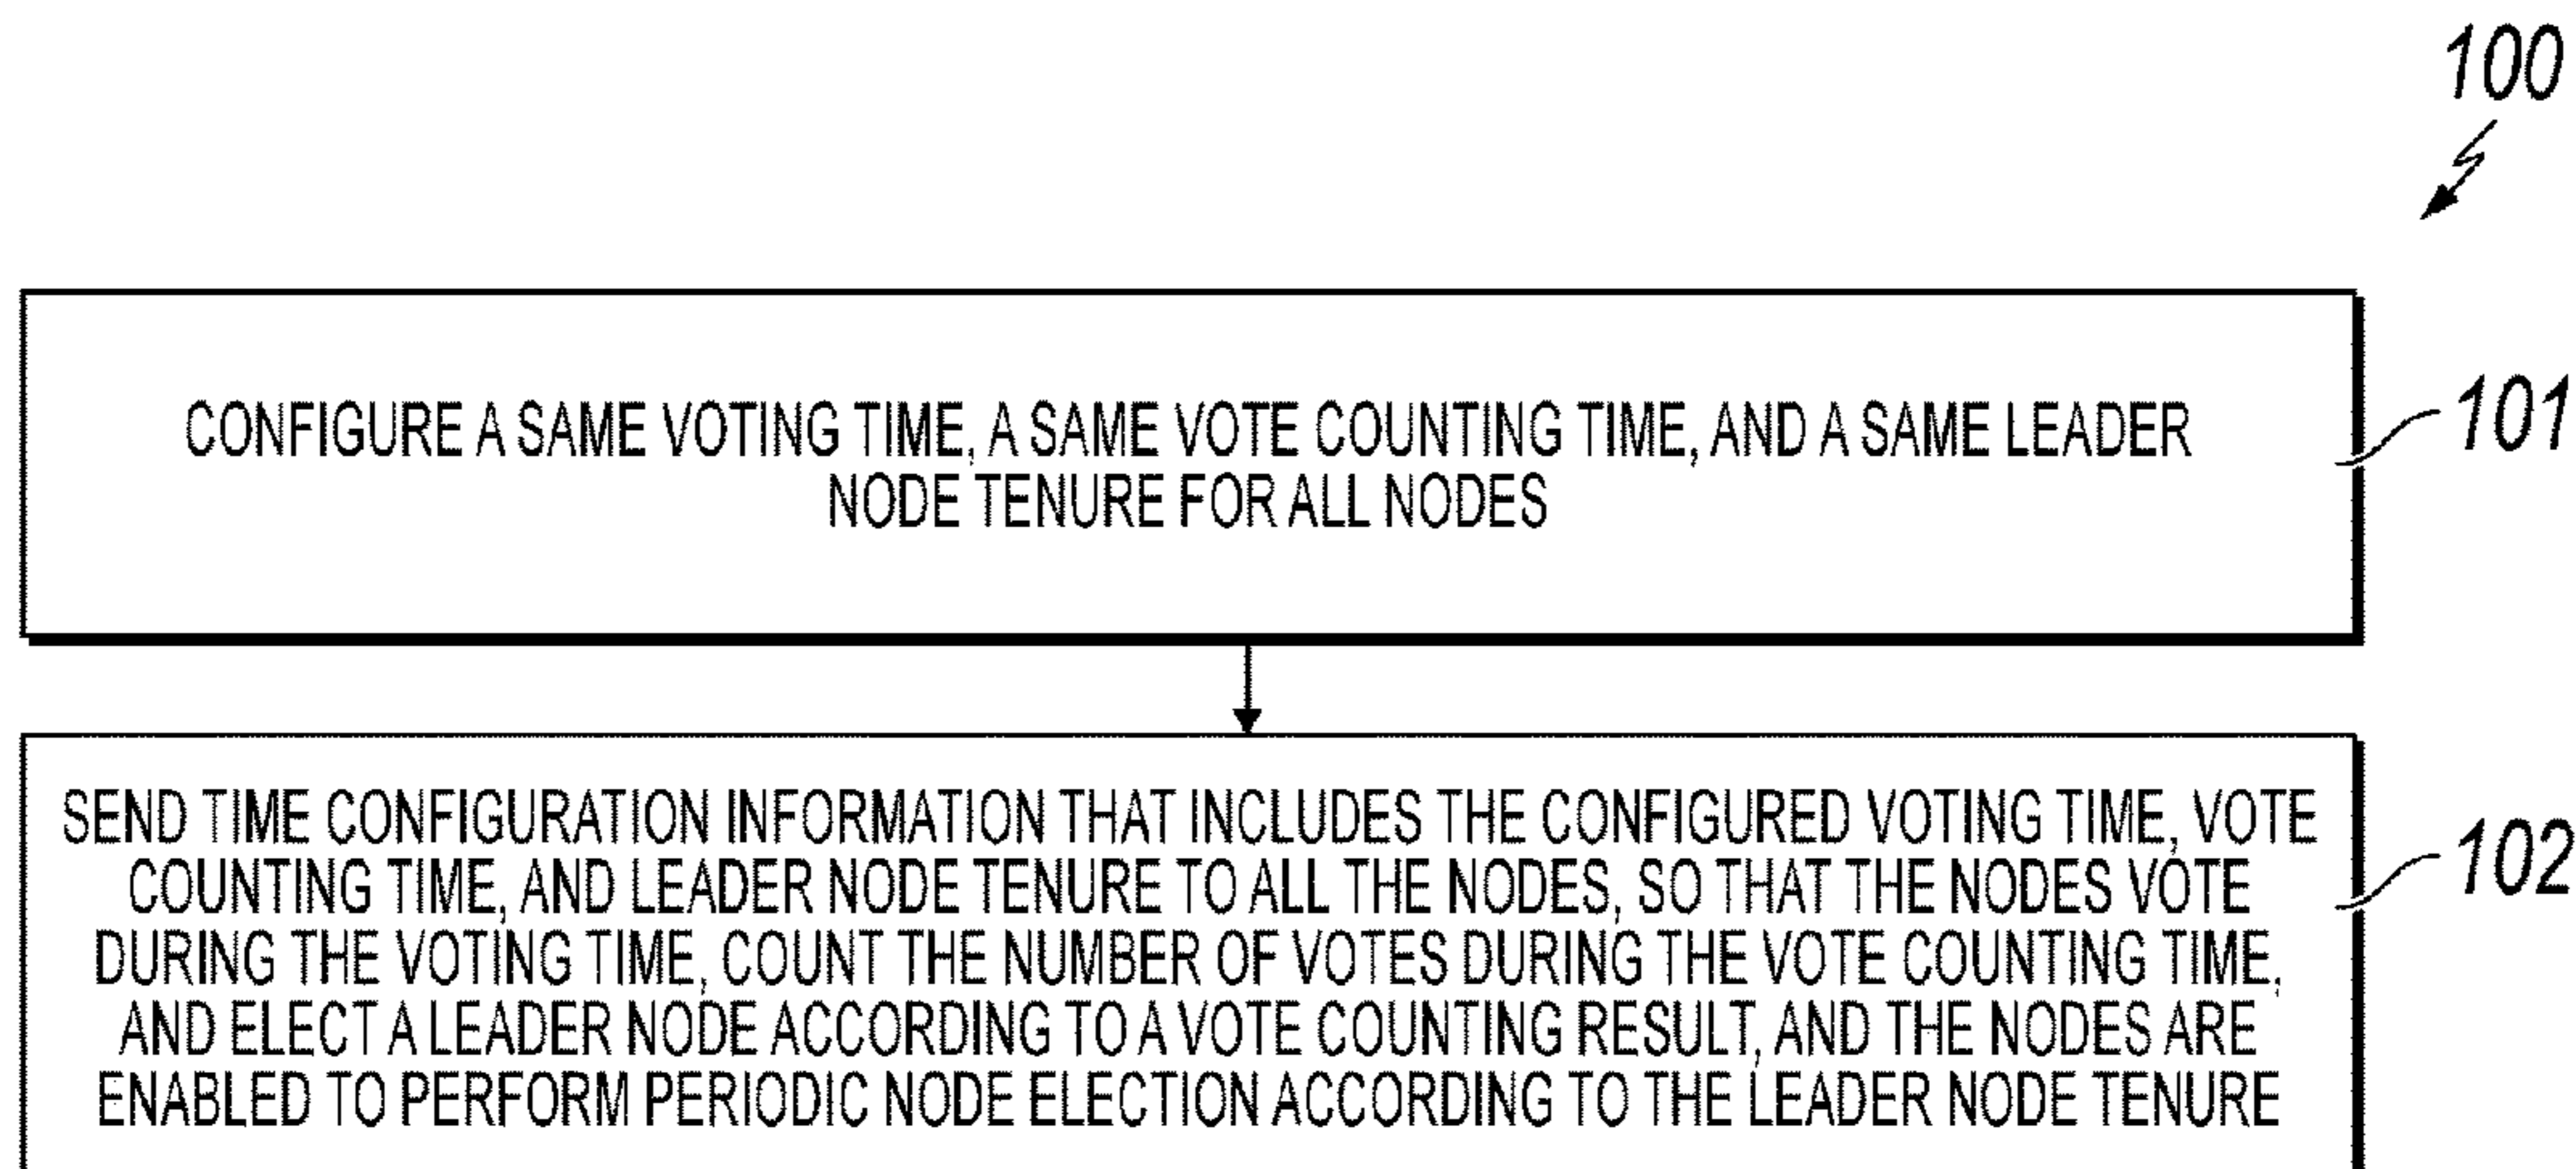 100
CONFIGURE A SAME VOTING TIME, A SAME VOTE COUNTING TIME, AND A SAME LEADER
NODE TENURE FOR ALL NODES
101
SEND TIME CONFIGURATION INFORMATION THAT INCLUDES THE CONFIGURED VOTING TIME, VOTE
COUNTING TIME, AND LEADER NODE TENURE TO ALL THE NODES, SO THAT THE NODES VOTE
DURING THE VOTING TIME, COUNT THE NUMBER OF VOTES DURING THE VOTE COUNTING TIME,
AND ELECT A LEADER NODE ACCORDING TO A VOTE COUNTING RESULT, AND THE NODES ARE
ENABLED TO PERFORM PERIODIC NODE ELECTION ACCORDING TO THE LEADER NODE TENURE
102